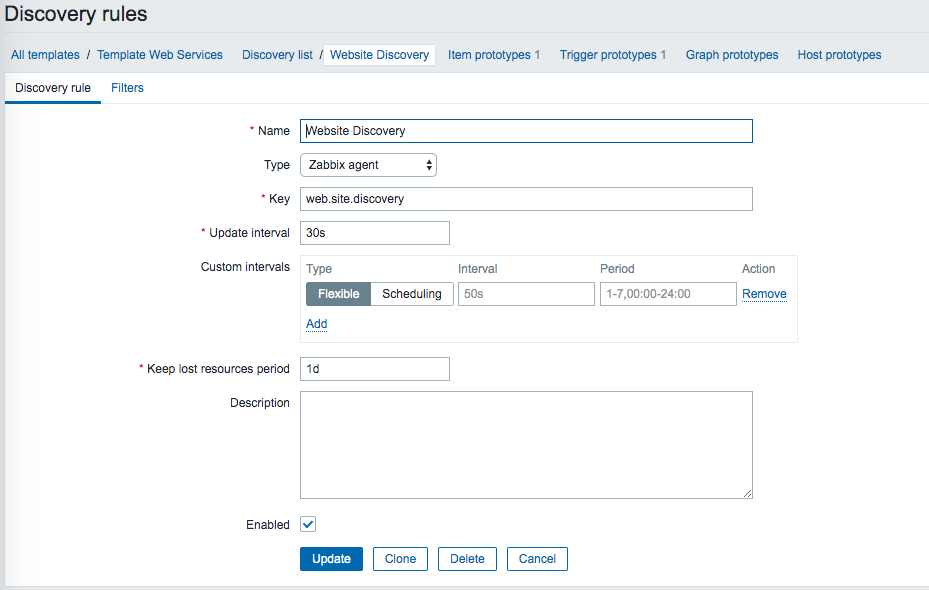 Discovery rules
All templates / Template Web Services Discovery list / Website Discovery Item prototypes 1 Trigger prototypes 1 Graph prototypes Host prototypes
Discovery rule Filters
* Name Website Discovery
Type Zabbix agent
* Key web.site.discovery
* Update interval 30s
Custom intervals Type Interval Period Action
Flexible Scheduling 50s 1-7,00:00-24:00 Remove
Add
* Keep lost resources period 1d
Description
Enabled
Update Clone Delete Cancel